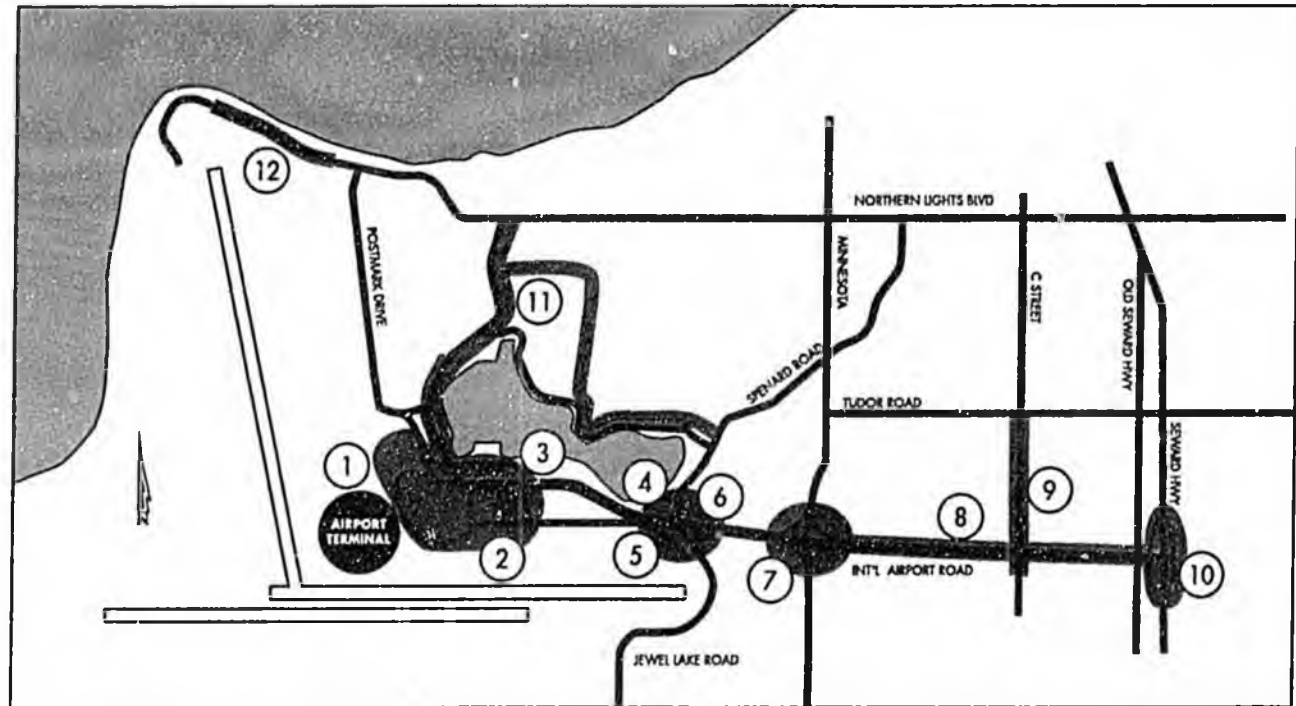 12
NORTHERN LIGHTS BLVD
POSTMARK DRIVE
MINNESOTA
C STREET
OLD SEWARD HWY
11
SPENARD ROAD
TUDOR ROAD
SEWARD HWY
1
3
4
6
9
8
AIRPORT
TERMINAL
2
5
7
INT'L AIRPORT ROAD
10
JEWEL LAKE ROAD